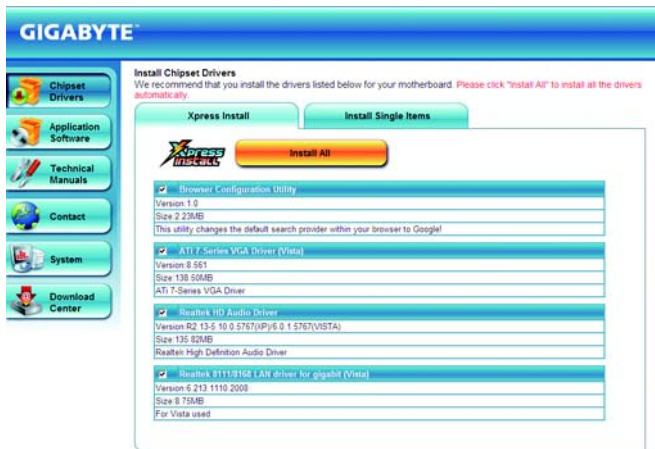 GIGABYTE™
Chipset
Drivers
Application
Software
Technical
Manuals
Contact
System
Download
Center
Install Chipset Drivers
We recommend that you install the drivers listed below for your motherboard. Please click "Install All" to install all the drivers
automatically.
Xpress Install
Install Single Items
Xpress
Install
Install All
Browser Configuration Utility
Version:1.0
Size:2.23MB
This utility changes the default search provider within your browser to Google!
ATI 7-Series VGA Driver (Vista)
Version:8.561
Size:138.60MB
ATI 7-Series VGA Driver
Realtek HD Audio Driver
Version:R2.13-5.10.0.5767(XP)/6.0.1.5767(VISTA)
Size:135.82MB
Realtek High Definition Audio Driver
Realtek 8111/8168 LAN driver for gigabit (Vista)
Version:6.213.1110.2008
Size:8.75MB
For Vista used